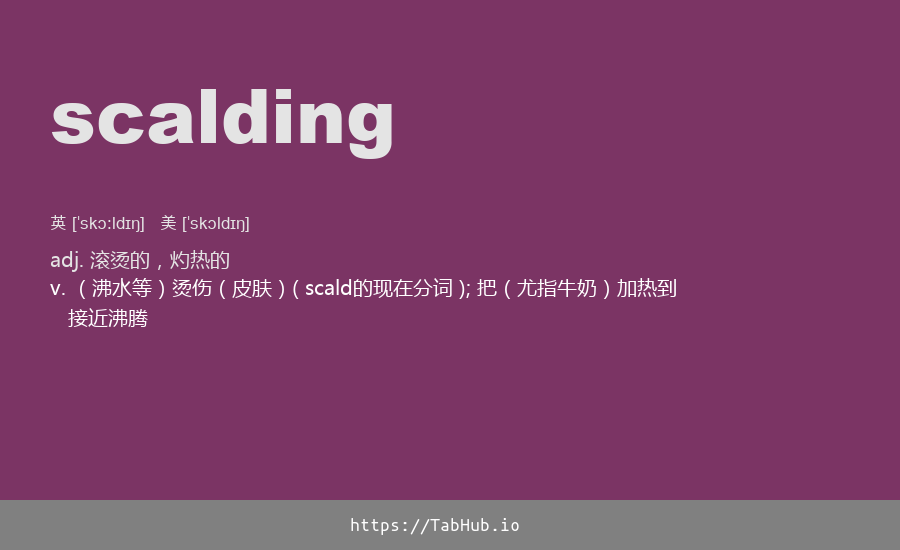 scalding
英 [ˈskɔːldɪŋ] 美 [ˈskɔldɪŋ]
adj. 滚烫的，灼热的
v. （沸水等）烫伤（皮肤）( scald的现在分词 ); 把（尤指牛奶）加热到
接近沸腾
https://TabHub.io